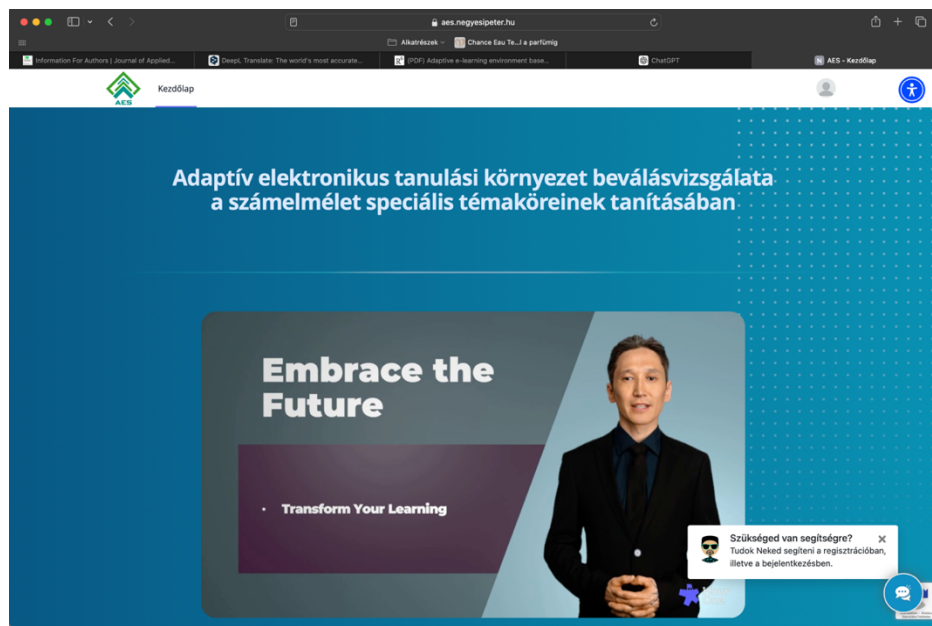 aes.negyesipeter.hu
Alkatrészek
Chance Eau Te...l a parfümig
Information For Authors | Journal of Applied...
DeepL Translate: The world's most accurate...
(PDF) Adaptive e-learning environment base...
ChatGPT
AES - Kezdőlap
AES
Kezdőlap
Adaptív elektronikus tanulási környezet beválásvizsgálata
a számelmélet speciális témaköreinek tanításában
Embrace the
Future
• Transform Your Learning
Szükséged van segítségre?
Tudok Neked segíteni a regisztrációban,
illetve a bejelentkezésben.